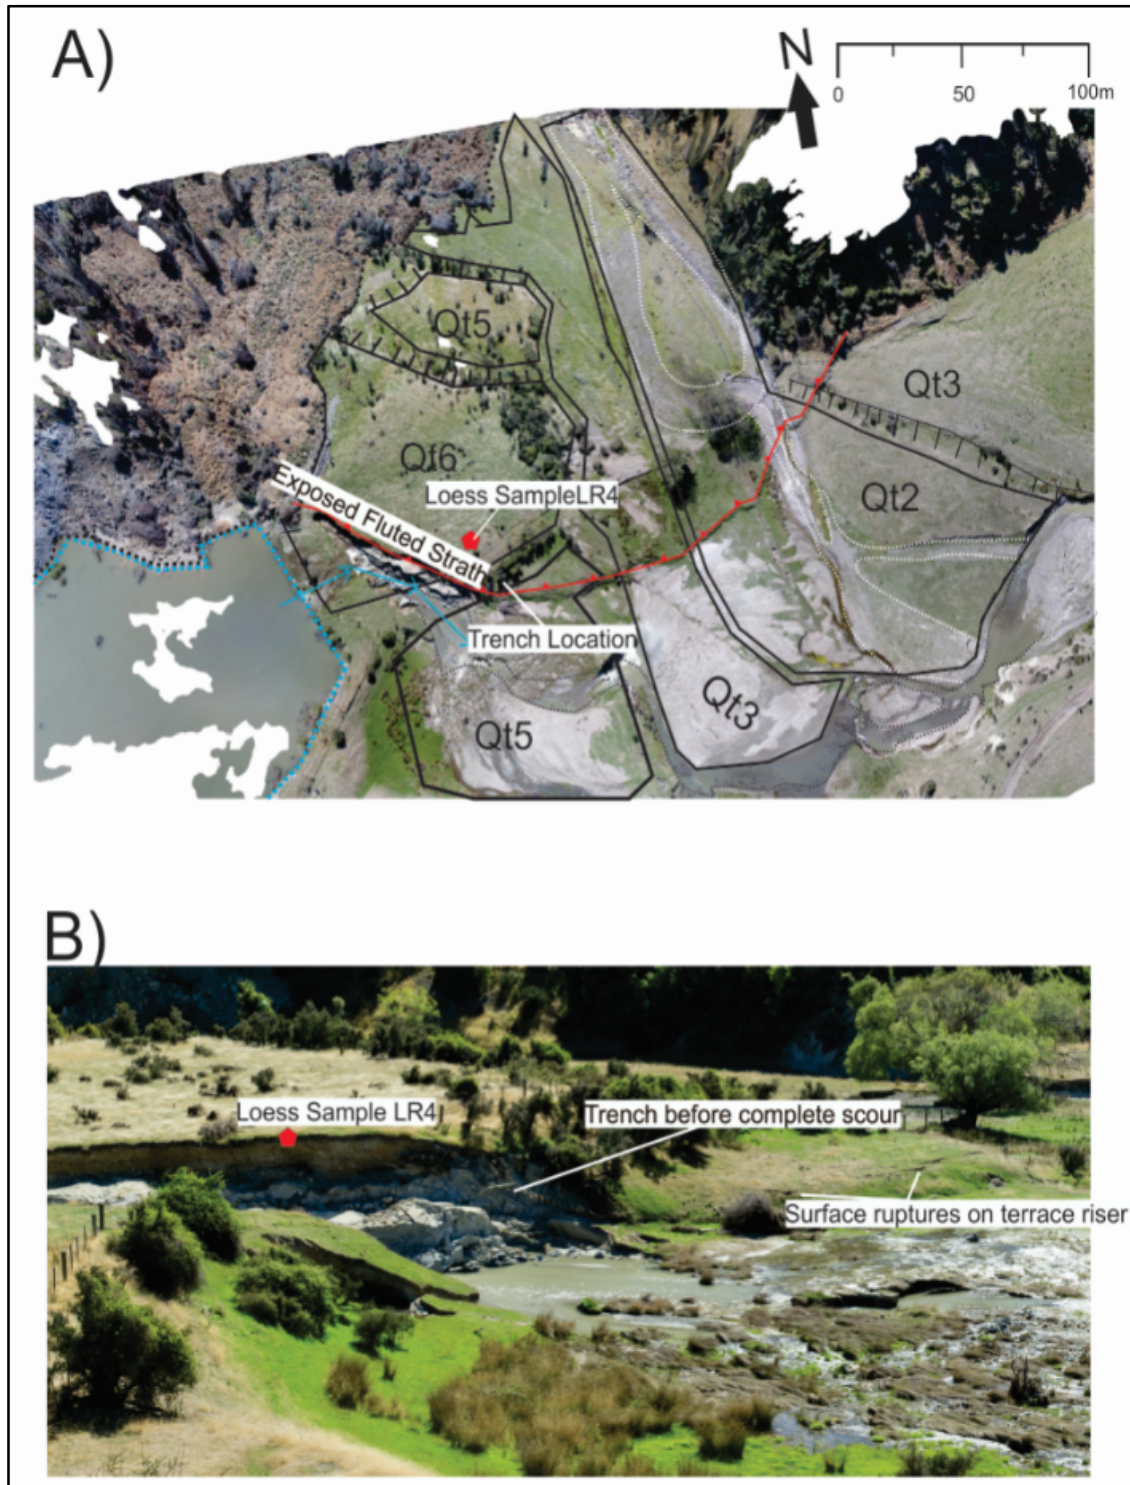 A)
N
0 50 100m
Qt5
Qt3
Qt6
Loess SampleLR4
Qt2
Exposed Fluted Strath
Trench Location
Qt3
Qt5
B)
Loess Sample LR4
Trench before complete scour
Surface ruptures on terrace riser